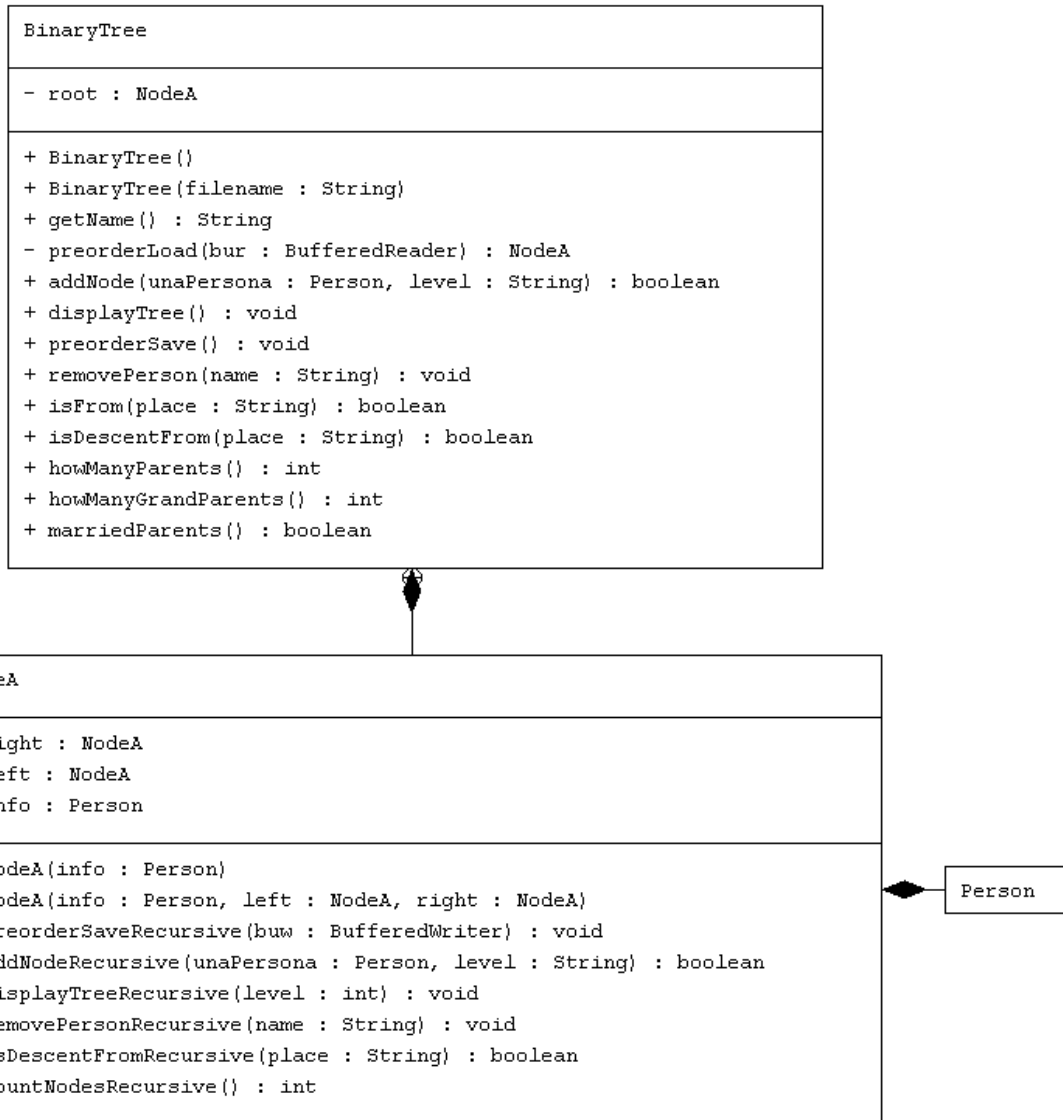 BinaryTree
- root : NodeA
+ BinaryTree()
+ BinaryTree(filename : String)
+ getName() : String
- preorderLoad(bur : BufferedReader) : NodeA
+ addNode(unaPersona : Person, level : String) : boolean
+ displayTree() : void
+ preorderSave() : void
+ removePerson(name : String) : void
+ isFrom(place : String) : boolean
+ isDescentFrom(place : String) : boolean
+ howManyParents() : int
+ howManyGrandParents() : int
+ marriedParents() : boolean
eA
ight : NodeA
eft : NodeA
nfo : Person
odeA(info : Person)
odeA(info : Person, left : NodeA, right : NodeA)
reorderSaveRecursive(buw : BufferedWriter) : void
ddNodeRecursive(unaPersona : Person, level : String) : boolean
isplayTreeRecursive(level : int) : void
emovePersonRecursive(name : String) : void
sDescentFromRecursive(place : String) : boolean
ountNodesRecursive() : int
Person